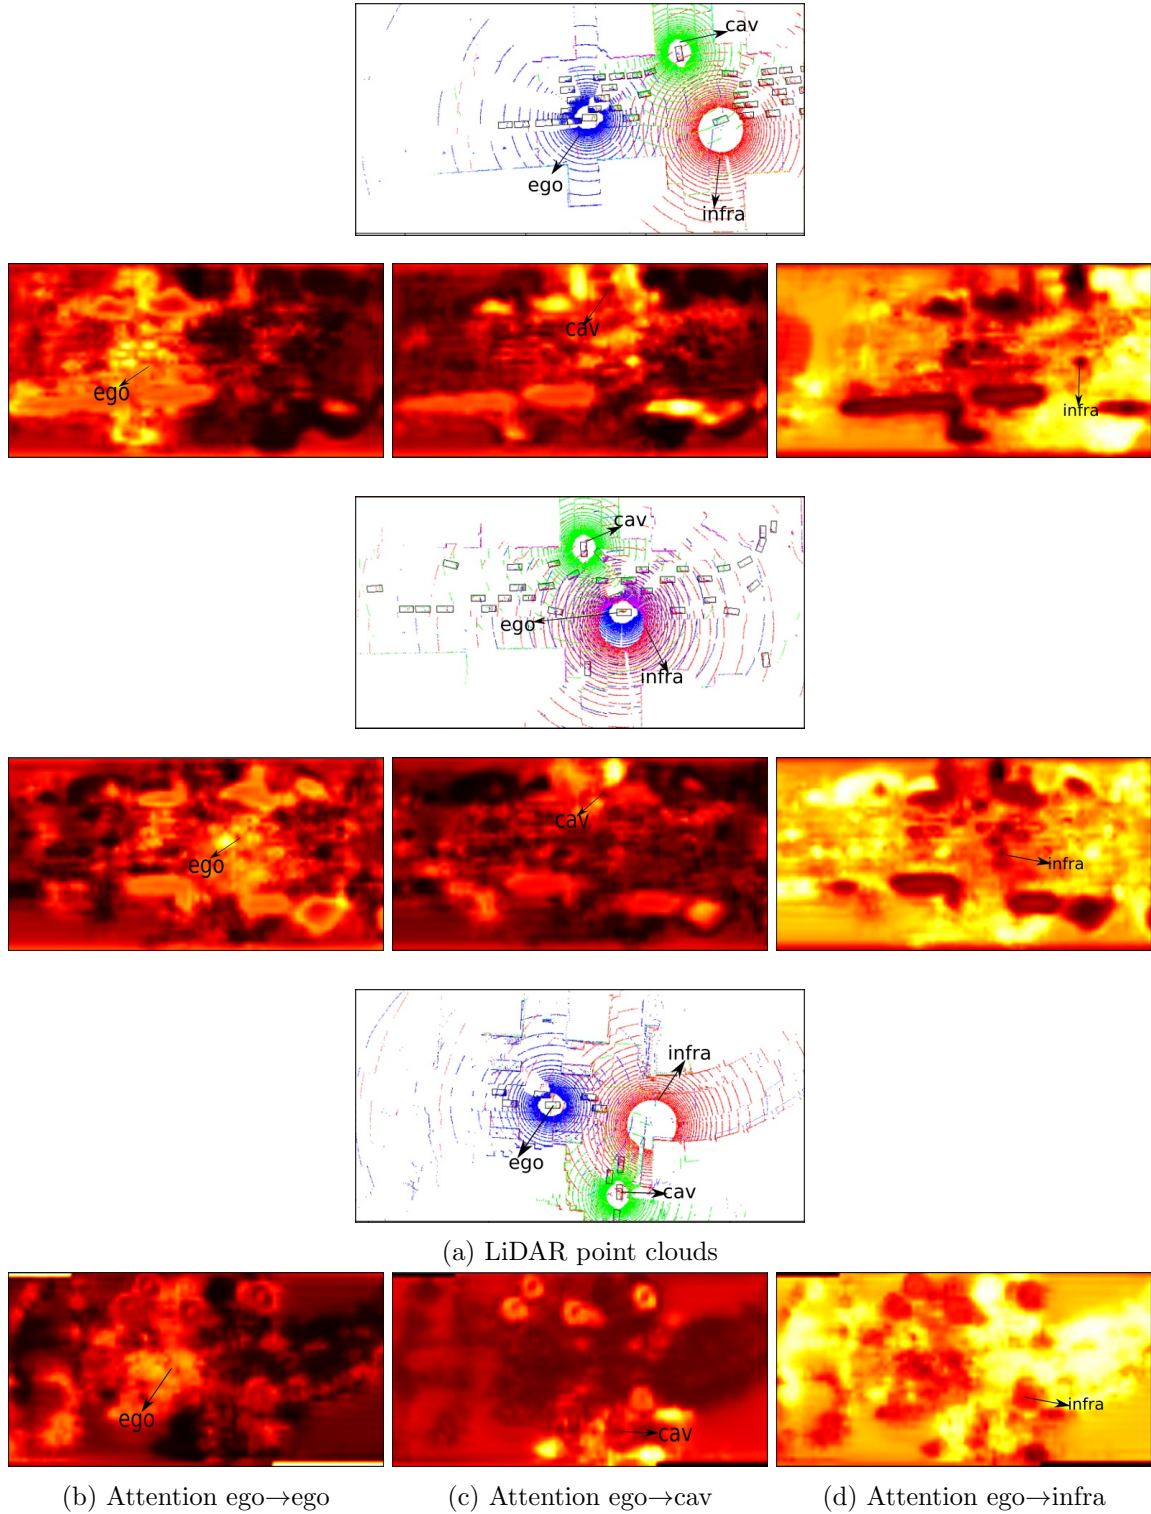 cav
ego
infra
ego
cav
infra
cav
ego
infra
ego
cav
infra
infra
ego
cav
(a) LiDAR point clouds
ego
cav
infra
(b) Attention ego→ego
(c) Attention ego→cav
(d) Attention ego→infra